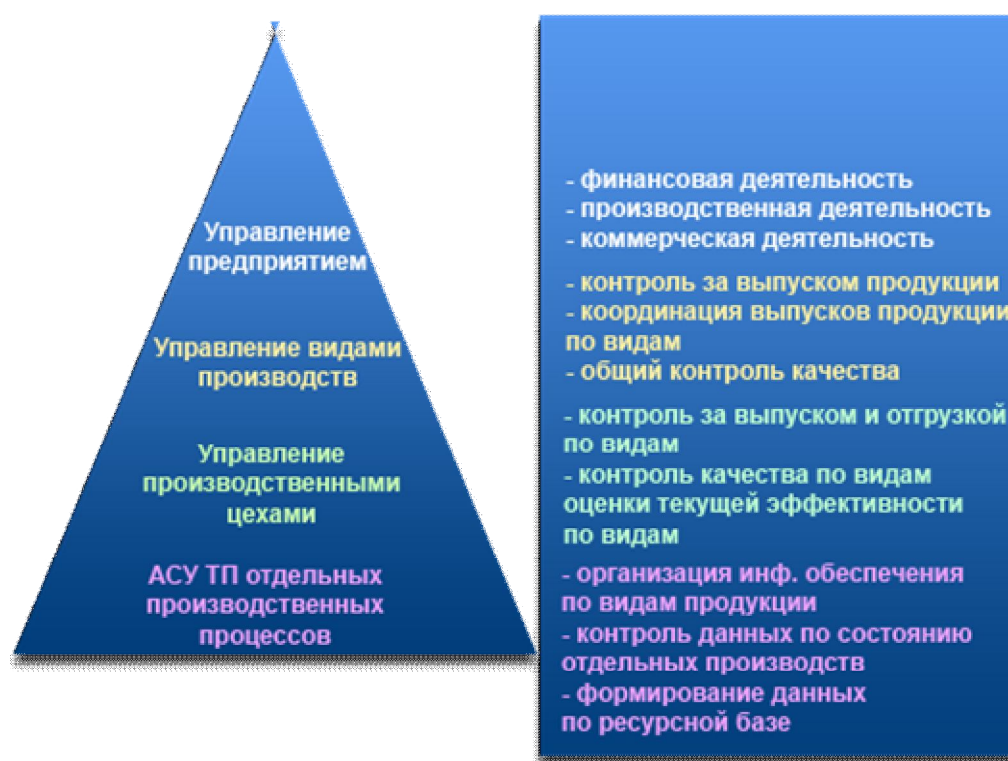 Управление
предприятием
Управление видами
производств
Управление
производственными
цехами
АСУ ТП отдельных
производственных
процессов
- финансовая деятельность
- производственная деятельность
- коммерческая деятельность
- контроль за выпуском продукции
- координация выпусков продукции
по видам
- общий контроль качества
- контроль за выпуском и отгрузкой
по видам
- контроль качества по видам
оценки текущей эффективности
по видам
- организация инф. обеспечения
по видам продукции
- контроль данных по состоянию
отдельных производств
- формирование данных
по ресурсной базе